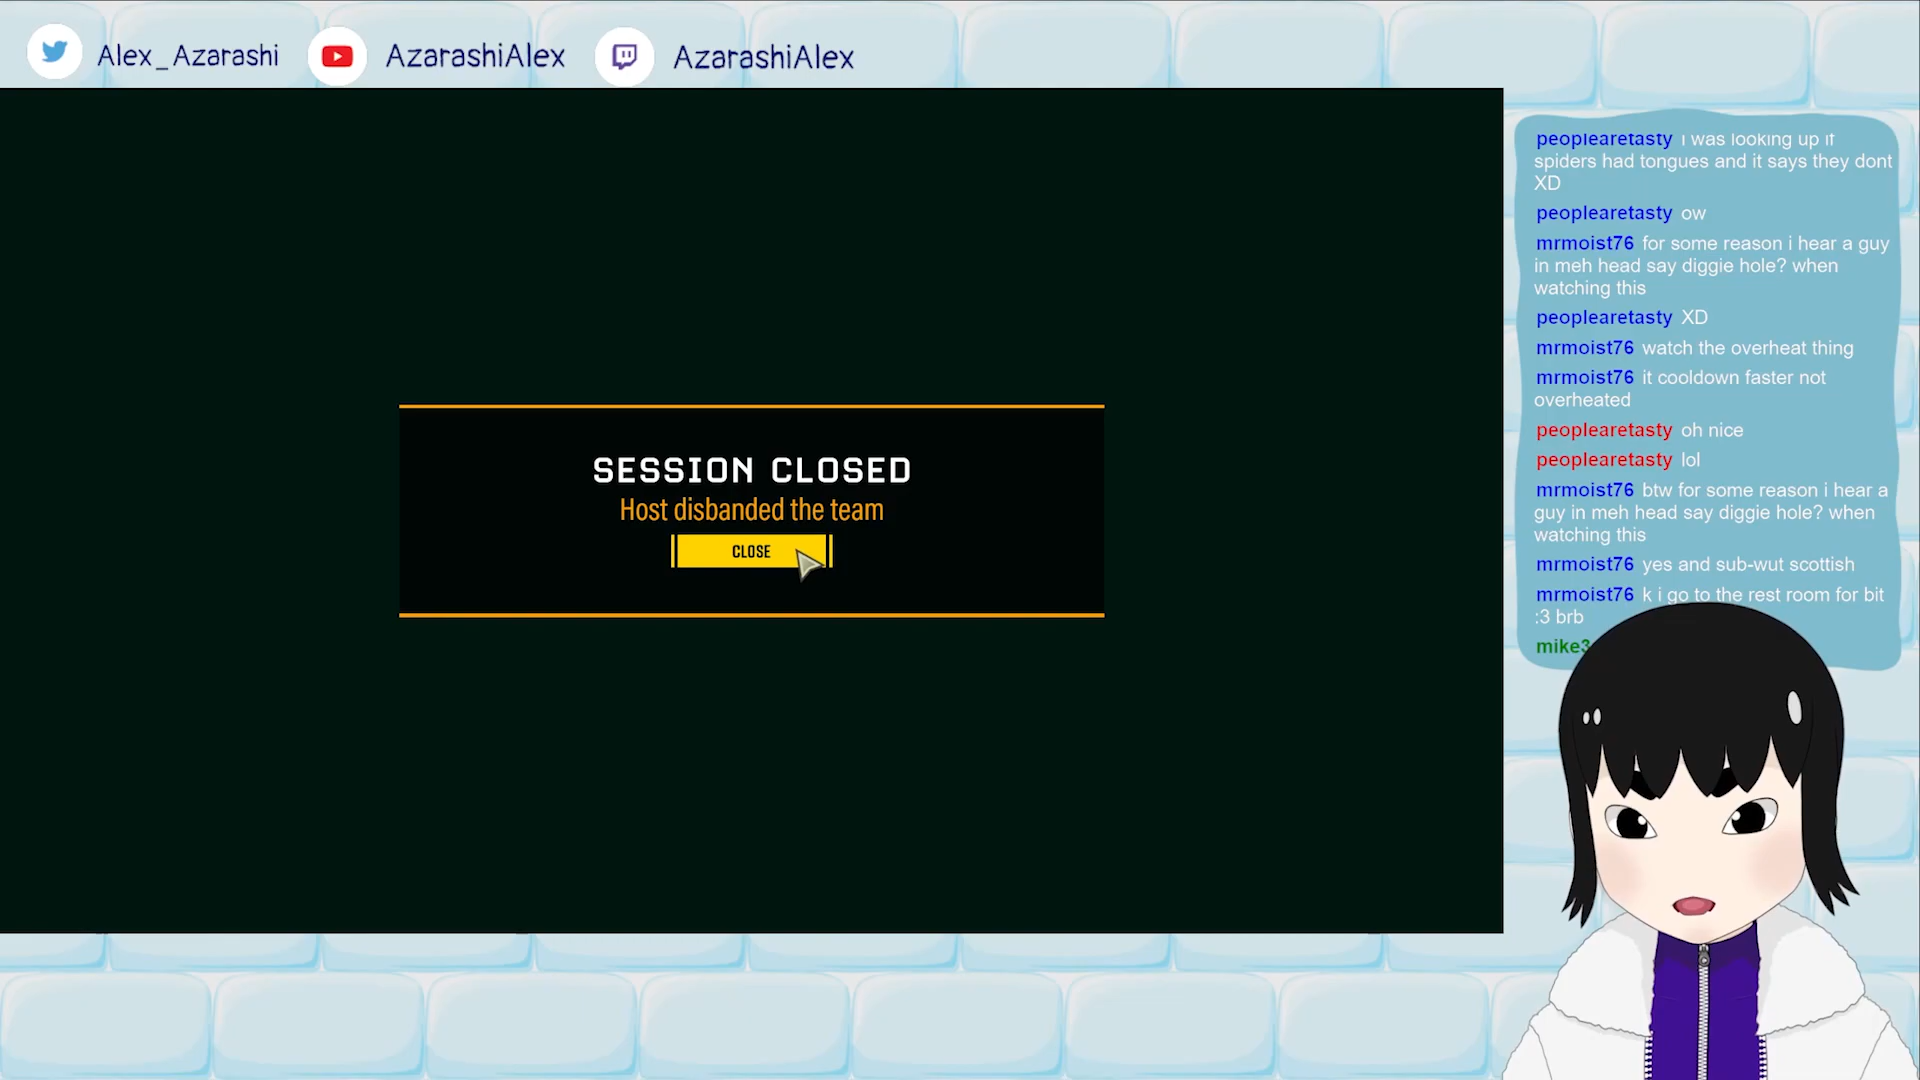 Alex_Azarashi AzarashiAlex AzarashiAlex
SESSION CLOSED
Host disbanded the team
CLOSE
peoplearetasty i was looking up if
spiders had tongues and it says they dont
XD
peoplearetasty ow
mrmoist76 for some reason i hear a guy
in meh head say diggie hole? when
watching this
peoplearetasty XD
mrmoist76 watch the overheat thing
mrmoist76 it cooldown faster not
overheated
peoplearetasty oh nice
peoplearetasty lol
mrmoist76 btw for some reason i hear a
guy in meh head say diggie hole? when
watching this
mrmoist76 yes and sub-wut scottish
mrmoist76 k i go to the rest room for bit
:3 brb